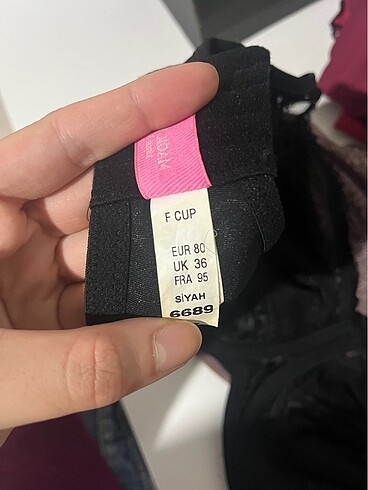 F CUP
EUR 80
UK 36
FRA 95
SİYAH
6689